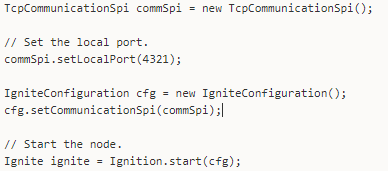 TcpCommunicationSpi commSpi = new TcpCommunicationSpi();
// Set the local port.
commSpi.setLocalPort(4321);
IgniteConfiguration cfg = new IgniteConfiguration();
cfg.setCommunicationSpi(commSpi);
// Start the node.
Ignite ignite = Ignition.start(cfg);